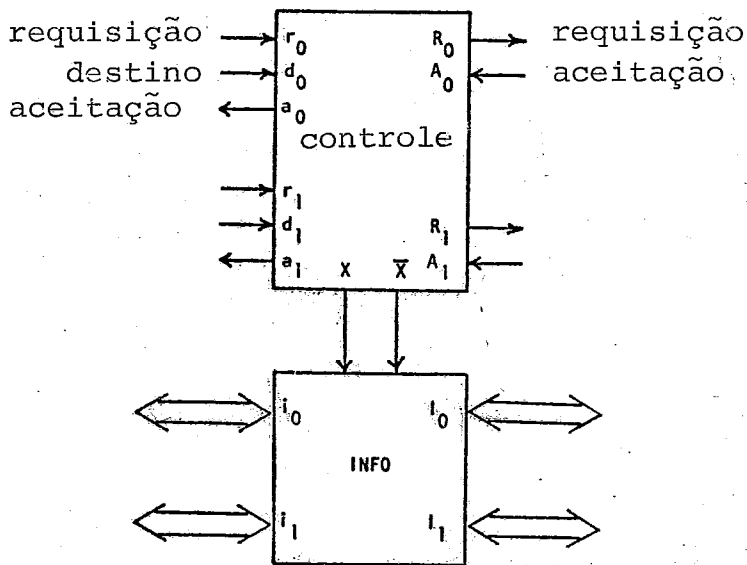 requisição r₀ R₀ requisição
destino d₀ A₀ aceitação
aceitação a₀
controle
r₁
d₁ R₁
a₁ X X̅ A₁
i₀ I₀
INFO
i₁ I₁